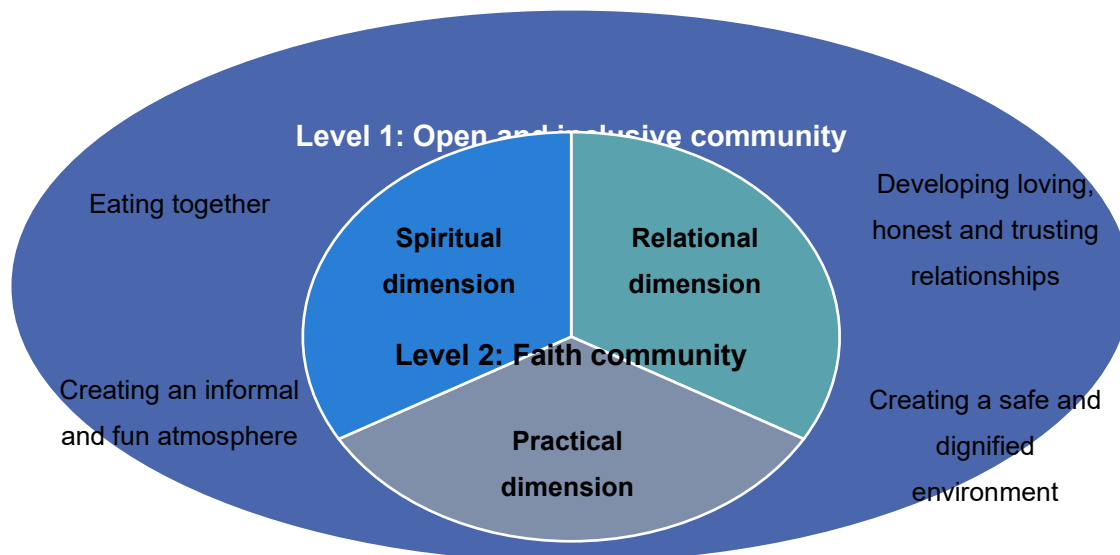 Level 1: Open and inclusive community
Eating together
Developing loving,
honest and trusting
relationships
Spiritual
dimension
Relational
dimension
Level 2: Faith community
Creating an informal
and fun atmosphere
Creating a safe and
dignified
environment
Practical
dimension